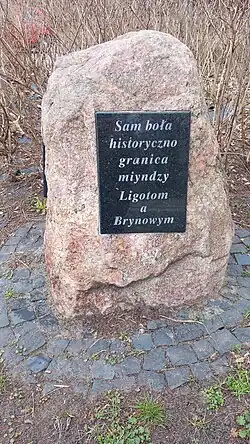 Sam boła
historyczno
granica
miyndzy
Ligotom
a
Brynowym